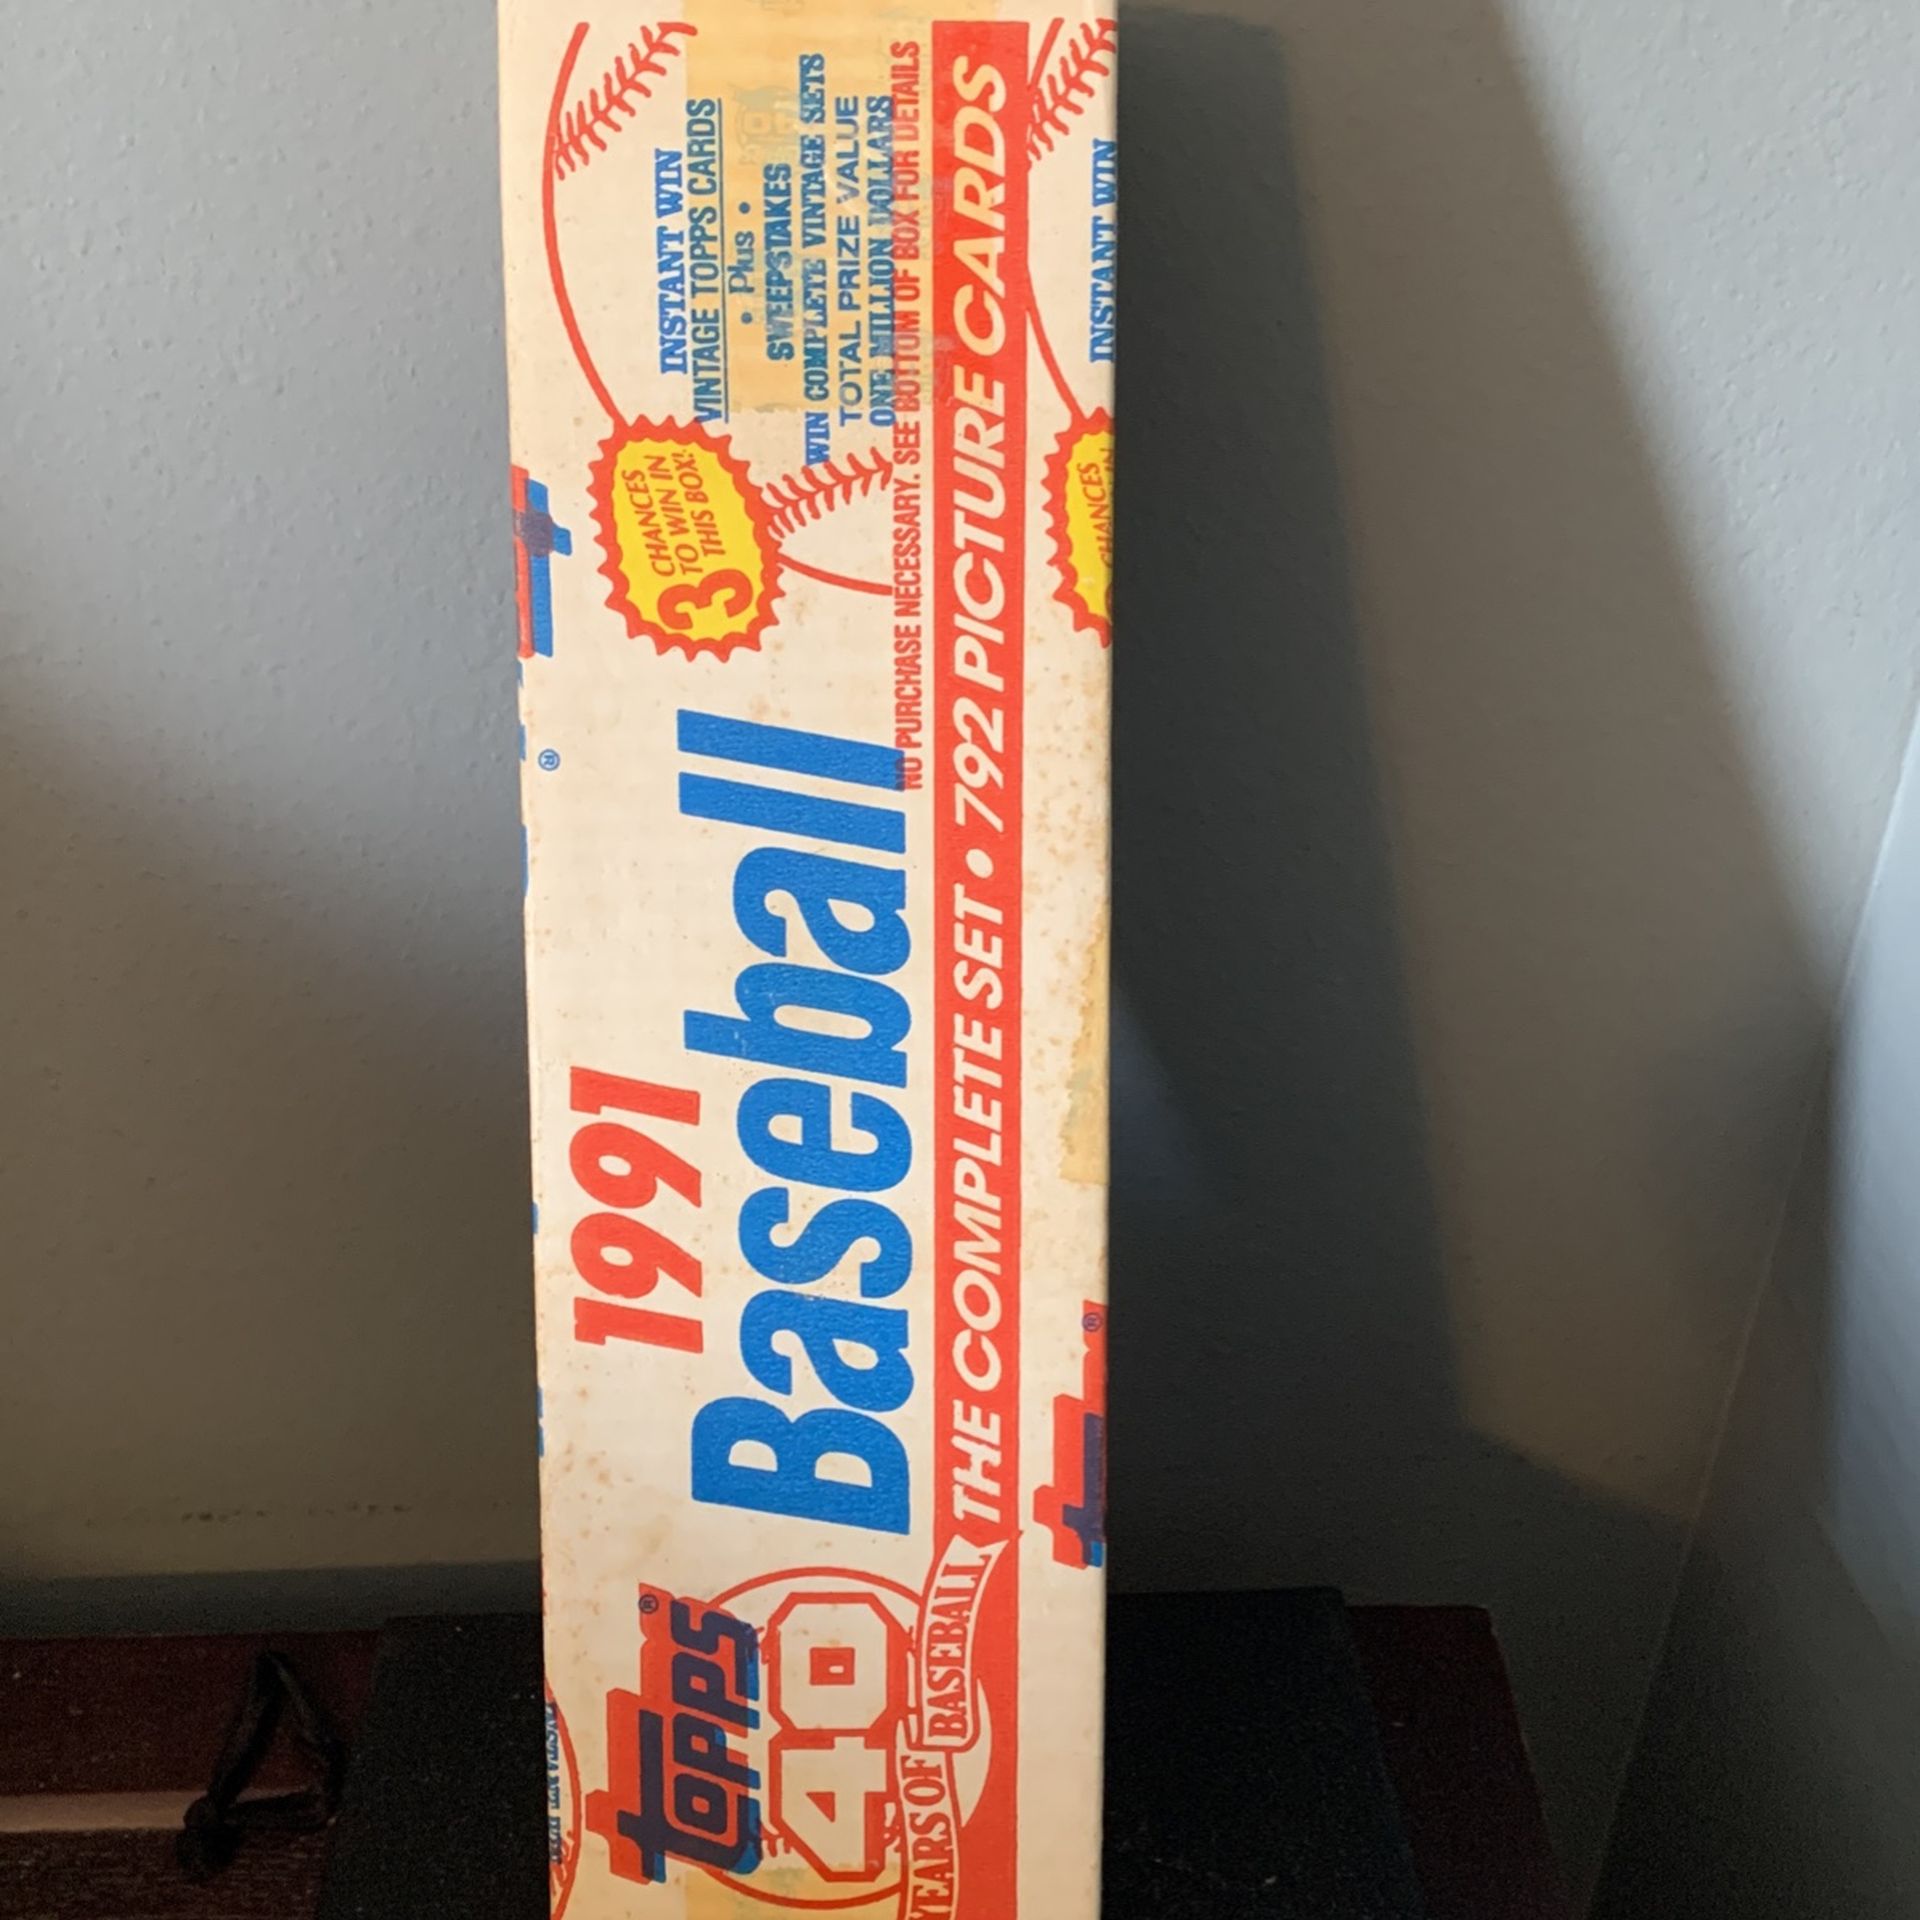 Topps®
40
YEARS OF BASEBALL
1991
Baseball
3 CHANCES
TO WIN IN
THIS BOX!
INSTANT WIN
VINTAGE TOPPS CARDS
• Plus •
SWEEPSTAKES
WIN COMPLETE VINTAGE SETS
TOTAL PRIZE VALUE
ONE MILLION DOLLARS
NO PURCHASE NECESSARY. SEE BOTTOM OF BOX FOR DETAILS
THE COMPLETE SET • 792 PICTURE CARDS
®
®
CHANCES
INSTANT WIN